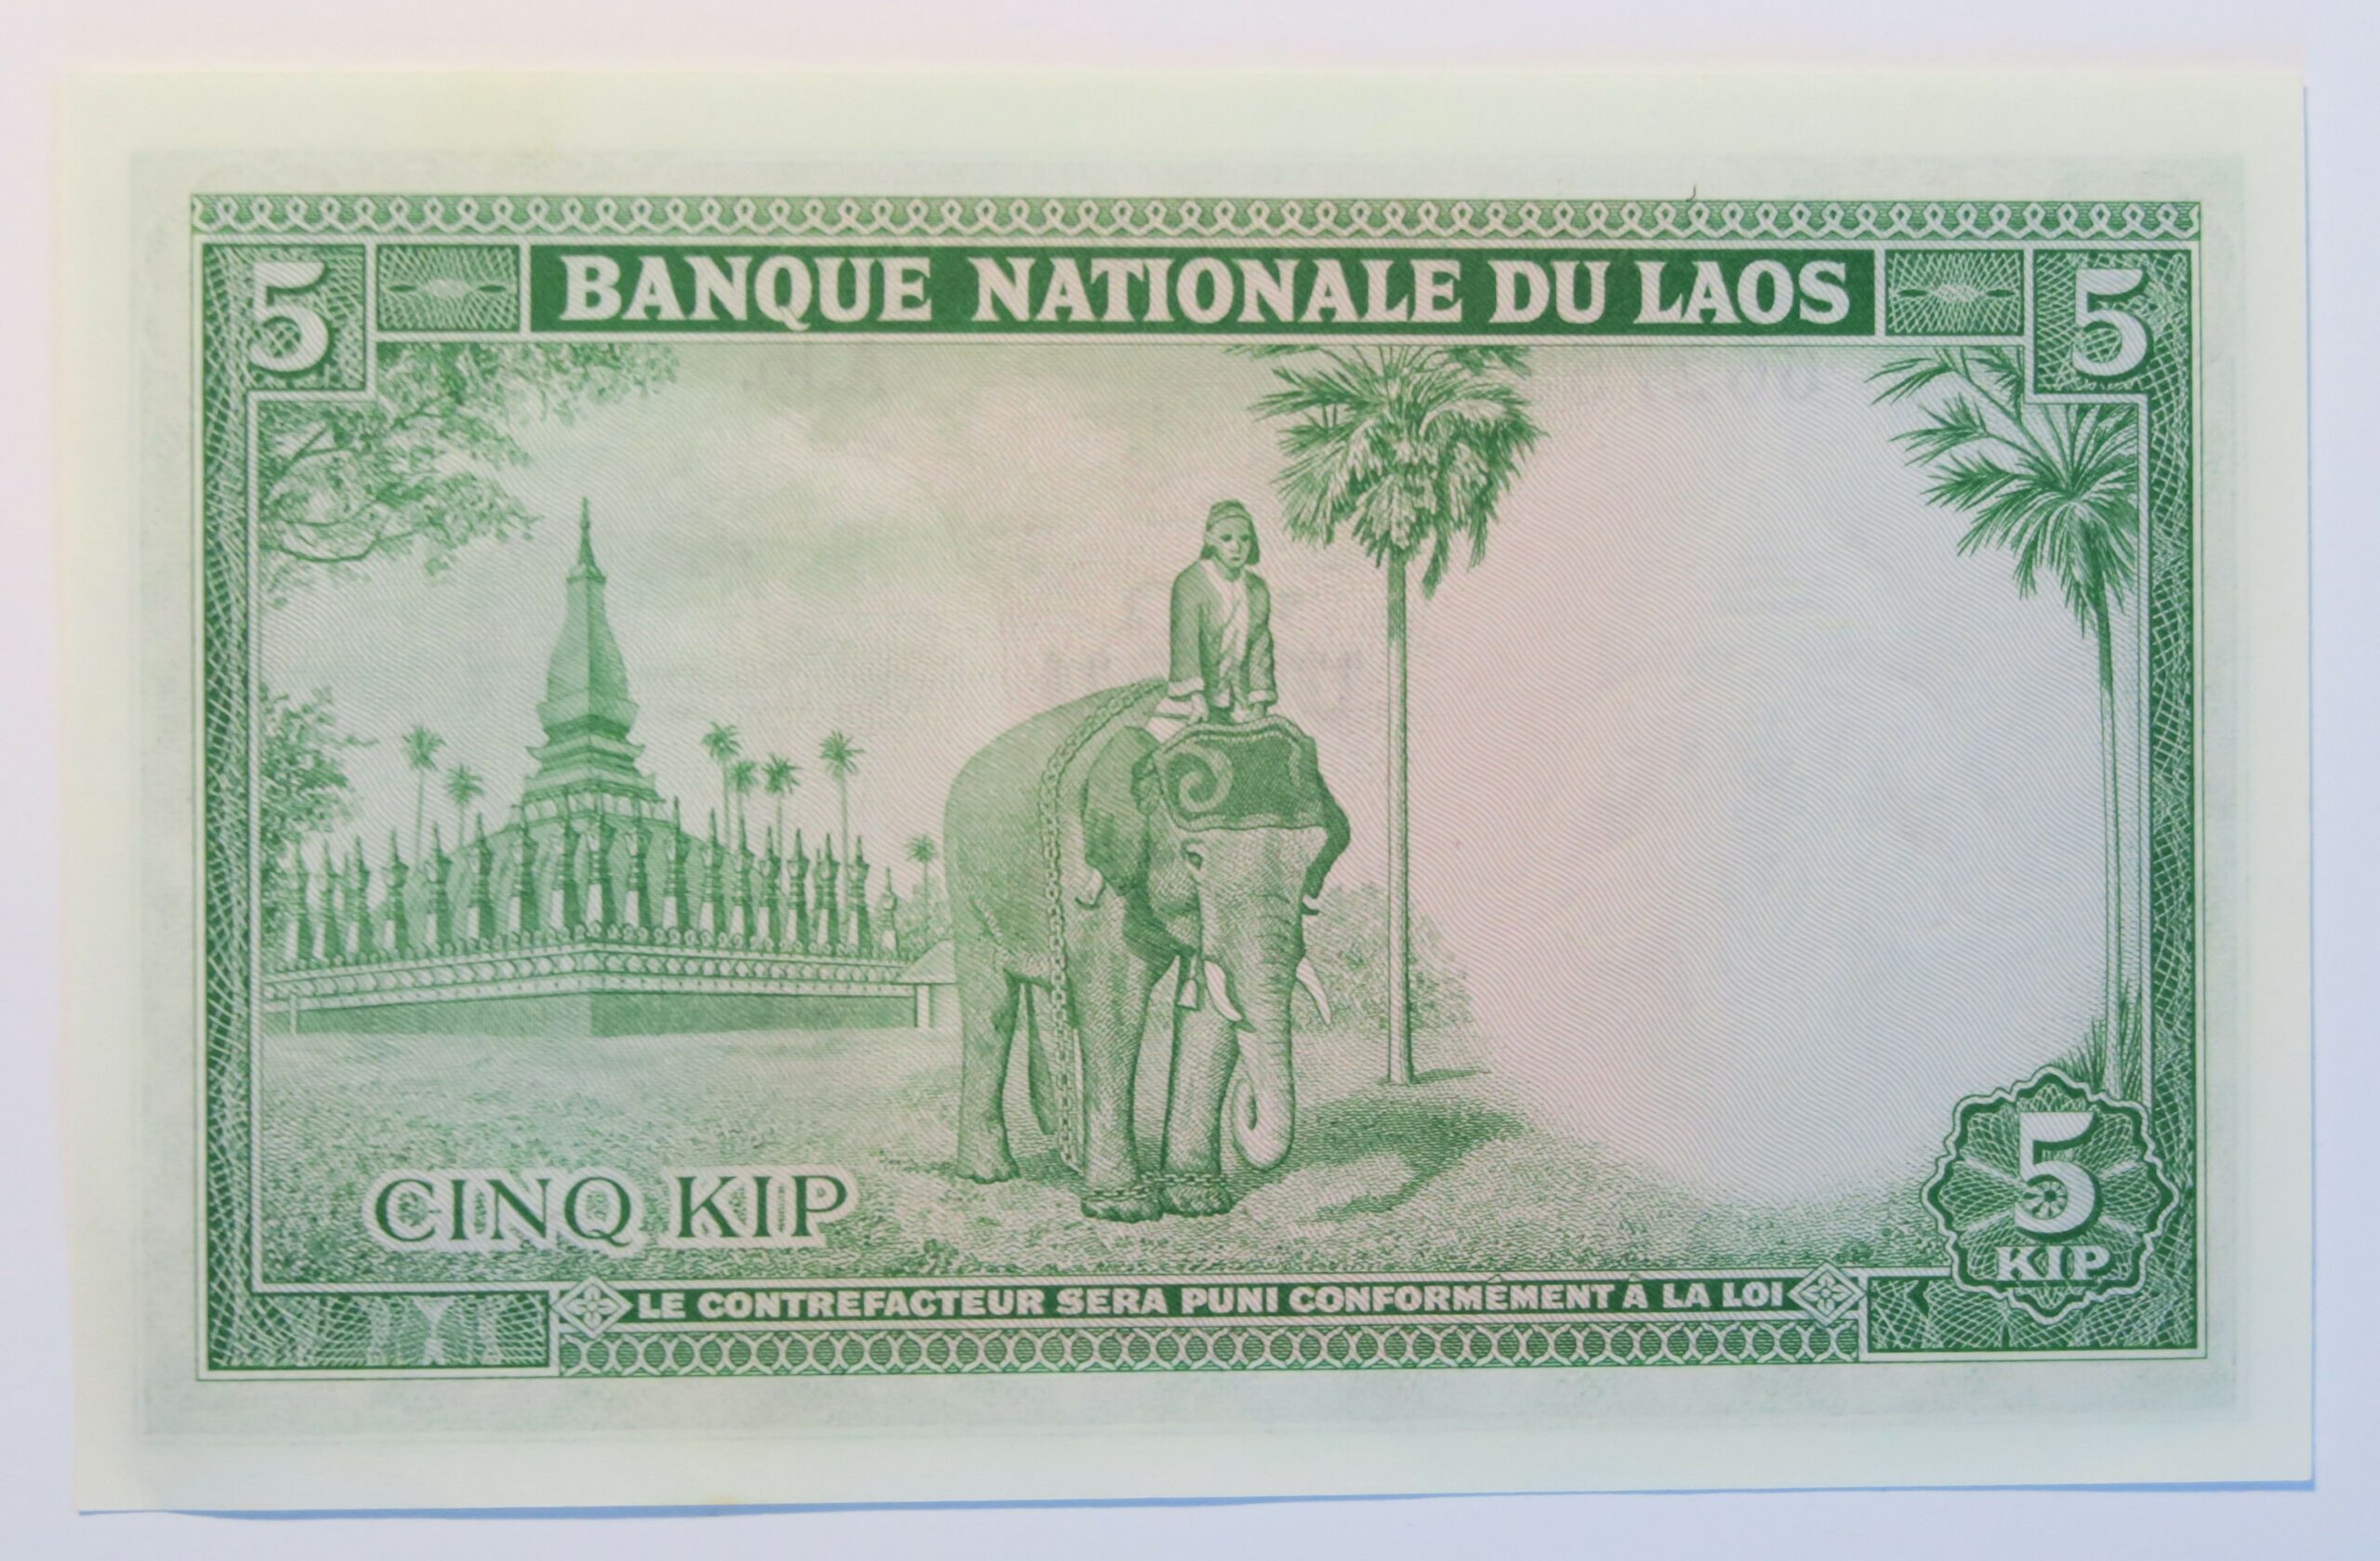 5 BANQUE NATIONALE DU LAOS 5
CINQ KIP
5
KIP
LE CONTREFACTEUR SERA PUNI CONFORMÉMENT À LA LOI